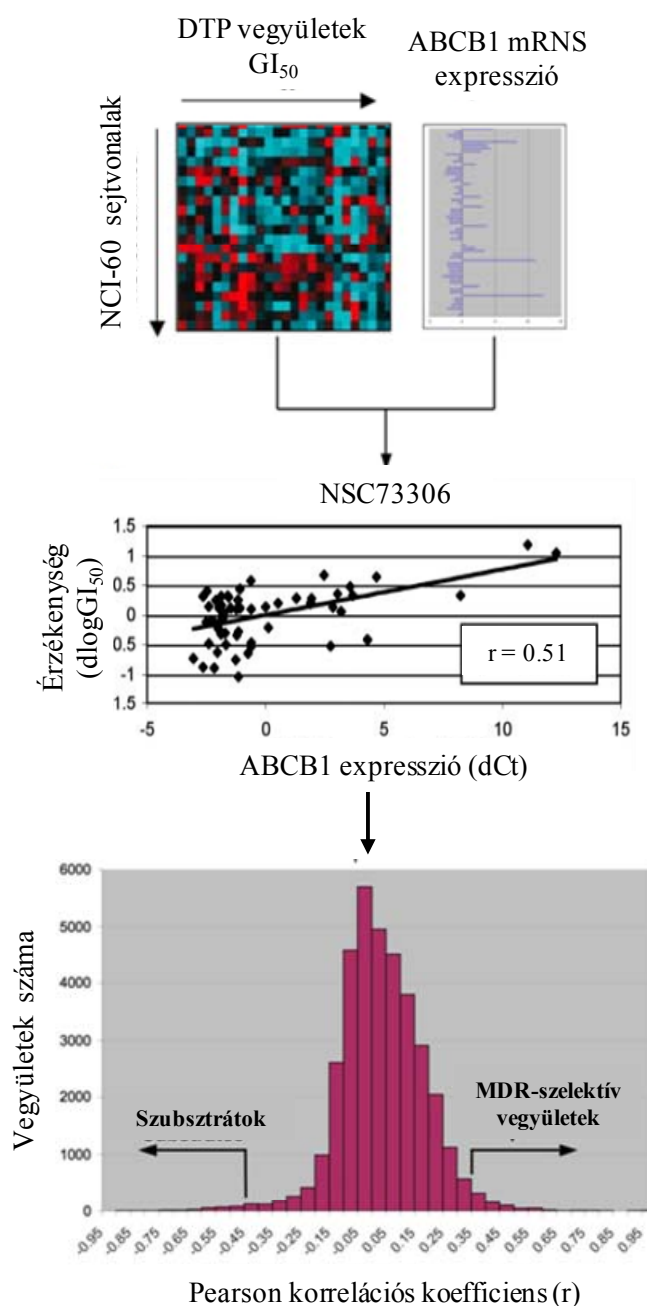 DTP vegyületek
GI50
ABCB1 mRNS
expresszió
NCI-60 sejtvonalak
NSC73306
Érzékenység
(dlogGI50)
1.5
1
0.5
0
0.5
-1
1.5
r = 0.51
-5 0 5 10 15
ABCB1 expresszió (dCt)
Vegyületek száma
6000
5000
4000
3000
2000
1000
0
Szubsztrátok
MDR-szelektív
vegyületek
-0.95 -0.85 -0.75 -0.65 -0.55 -0.45 -0.35 -0.25 -0.15 -0.05 0.05 0.15 0.25 0.35 0.45 0.55 0.65 0.75 0.85 0.95
Pearson korrelációs koefficiens (r)